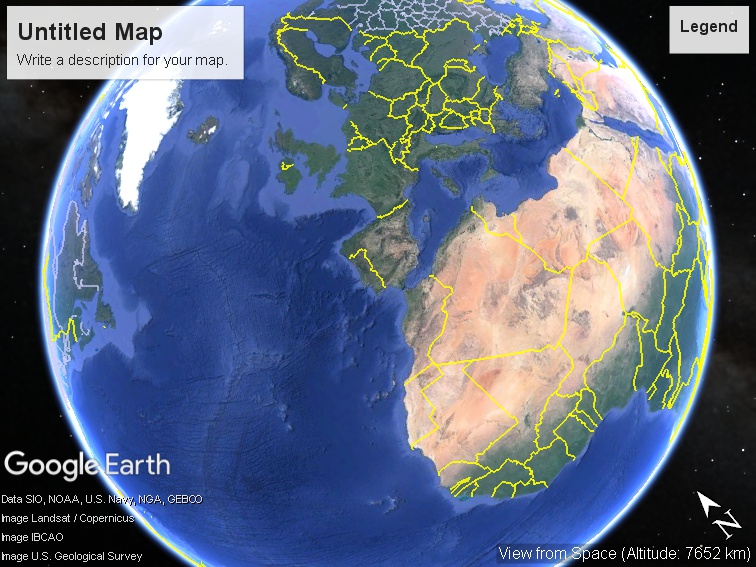 Untitled Map
Write a description for your map.
Legend
Google Earth
Data SIO, NOAA, U.S. Navy, NGA, GEBCO
Image Landsat / Copernicus
Image IBCAO
Image U.S. Geological Survey
N
View from Space (Altitude: 7652 km)